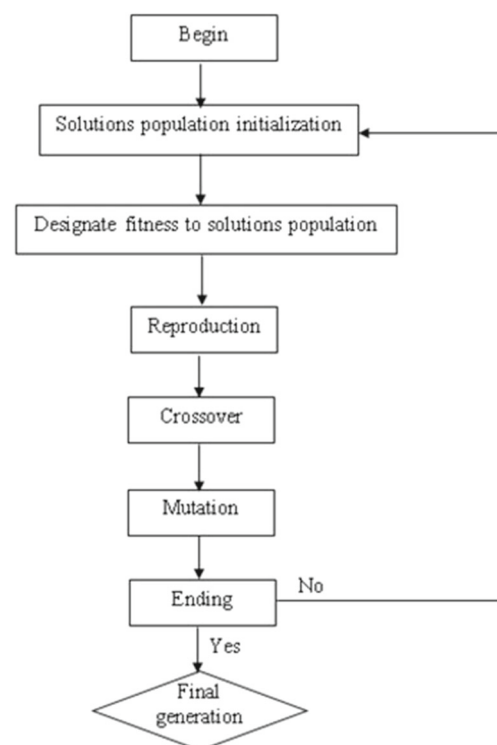 Begin
Solutions population initialization
Designate fitness to solutions population
Reproduction
Crossover
Mutation
Ending
No
Yes
Final
generation